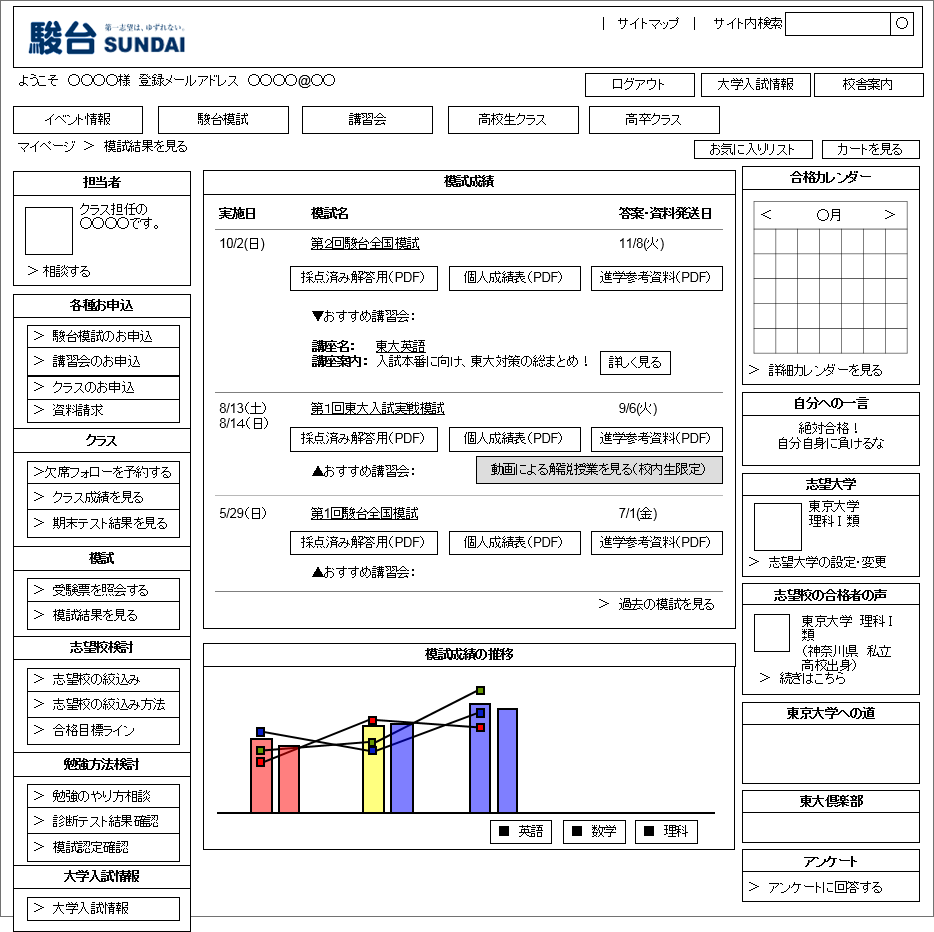 駿台 第一志望は、ゆずれない。
SUNDAI
| サイトマップ | サイト内検索 ○
ようこそ 〇〇〇〇様 登録メールアドレス 〇〇〇〇@〇〇
ログアウト 大学入試情報 校舎案内
イベント情報 駿台模試 講習会 高校生クラス 高卒クラス
マイページ ＞ 模試結果を見る
お気に入りリスト カートを見る
担当者
クラス担任の
〇〇〇〇です。
＞相談する
各種お申込
＞ 駿台模試のお申込
＞ 講習会のお申込
＞ クラスのお申込
＞ 資料請求
クラス
＞欠席フォローを予約する
＞ クラス成績を見る
＞ 期末テスト結果を見る
模試
＞ 受験票を照会する
＞ 模試結果を見る
志望校検討
＞ 志望校の絞込み
＞ 志望校の絞込み方法
＞ 合格目標ライン
勉強方法検討
＞ 勉強のやり方相談
＞ 診断テスト結果確認
＞ 模試認定確認
大学入試情報
＞ 大学入試情報
模試成績
実施日 模試名 答案・資料発送日
10/2(日) 第2回駿台全国模試 11/8(火)
採点済み解答用（PDF） 個人成績表（PDF） 進学参考資料（PDF）
▼おすすめ講習会：
講座名： 東大英語
講座案内： 入試本番に向け、東大対策の総まとめ！ 詳しく見る
8/13（土） 第1回東大入試実戦模試 9/6(火)
8/14（日）
採点済み解答用（PDF） 個人成績表（PDF） 進学参考資料（PDF）
▲おすすめ講習会： 動画による解説授業を見る（校内生限定）
5/29（日） 第1回駿台全国模試 7/1(金)
採点済み解答用（PDF） 個人成績表（PDF） 進学参考資料（PDF）
▲おすすめ講習会：
＞ 過去の模試を見る
模試成績の推移
■ 英語 ■ 数学 ■ 理科
合格カレンダー
＜ 〇月 ＞
＞ 詳細カレンダーを見る
自分への一言
絶対合格！
自分自身に負けるな
志望大学
東京大学
理科Ⅰ類
＞ 志望大学の設定・変更
志望校の合格者の声
東京大学 理科Ⅰ
類
（神奈川県 私立
高校出身）
＞ 続きはこちら
東京大学への道
東大倶楽部
アンケート
＞ アンケートに回答する